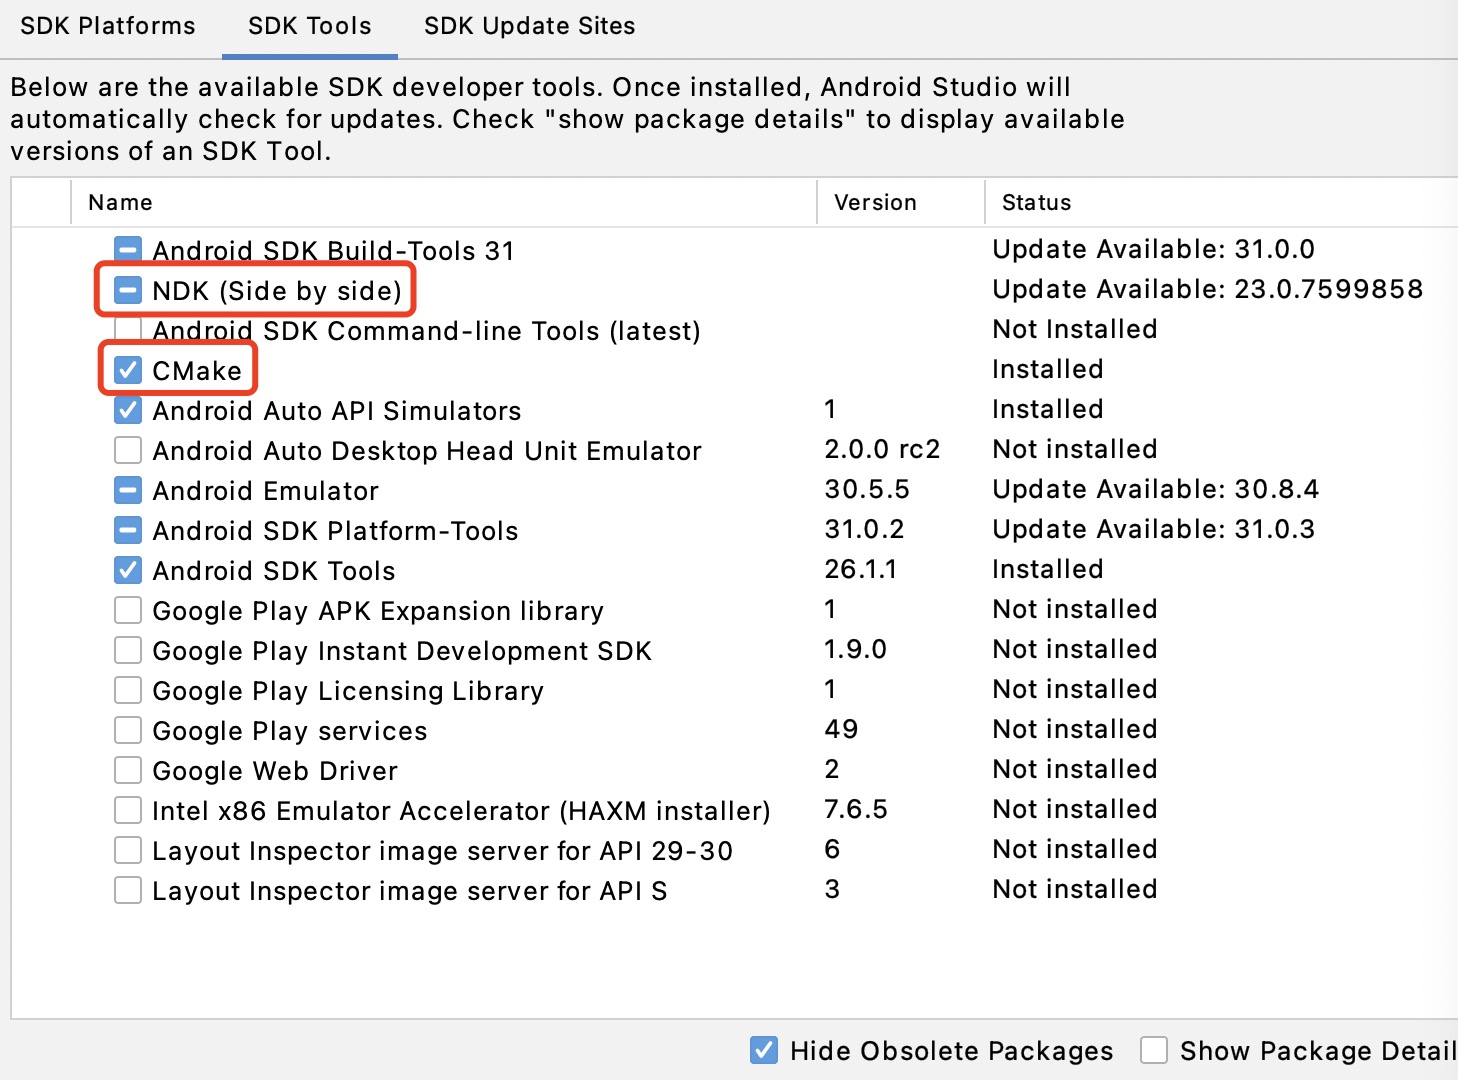 SDK Platforms SDK Tools SDK Update Sites
Below are the available SDK developer tools. Once installed, Android Studio will
automatically check for updates. Check "show package details" to display available
versions of an SDK Tool.
Name Version Status
Android SDK Build-Tools 31 Update Available: 31.0.0
NDK (Side by side) Update Available: 23.0.7599858
Android SDK Command-line Tools (latest) Not Installed
CMake Installed
Android Auto API Simulators 1 Installed
Android Auto Desktop Head Unit Emulator 2.0.0 rc2 Not installed
Android Emulator 30.5.5 Update Available: 30.8.4
Android SDK Platform-Tools 31.0.2 Update Available: 31.0.3
Android SDK Tools 26.1.1 Installed
Google Play APK Expansion library 1 Not installed
Google Play Instant Development SDK 1.9.0 Not installed
Google Play Licensing Library 1 Not installed
Google Play services 49 Not installed
Google Web Driver 2 Not installed
Intel x86 Emulator Accelerator (HAXM installer) 7.6.5 Not installed
Layout Inspector image server for API 29-30 6 Not installed
Layout Inspector image server for API S 3 Not installed
Hide Obsolete Packages Show Package Detail